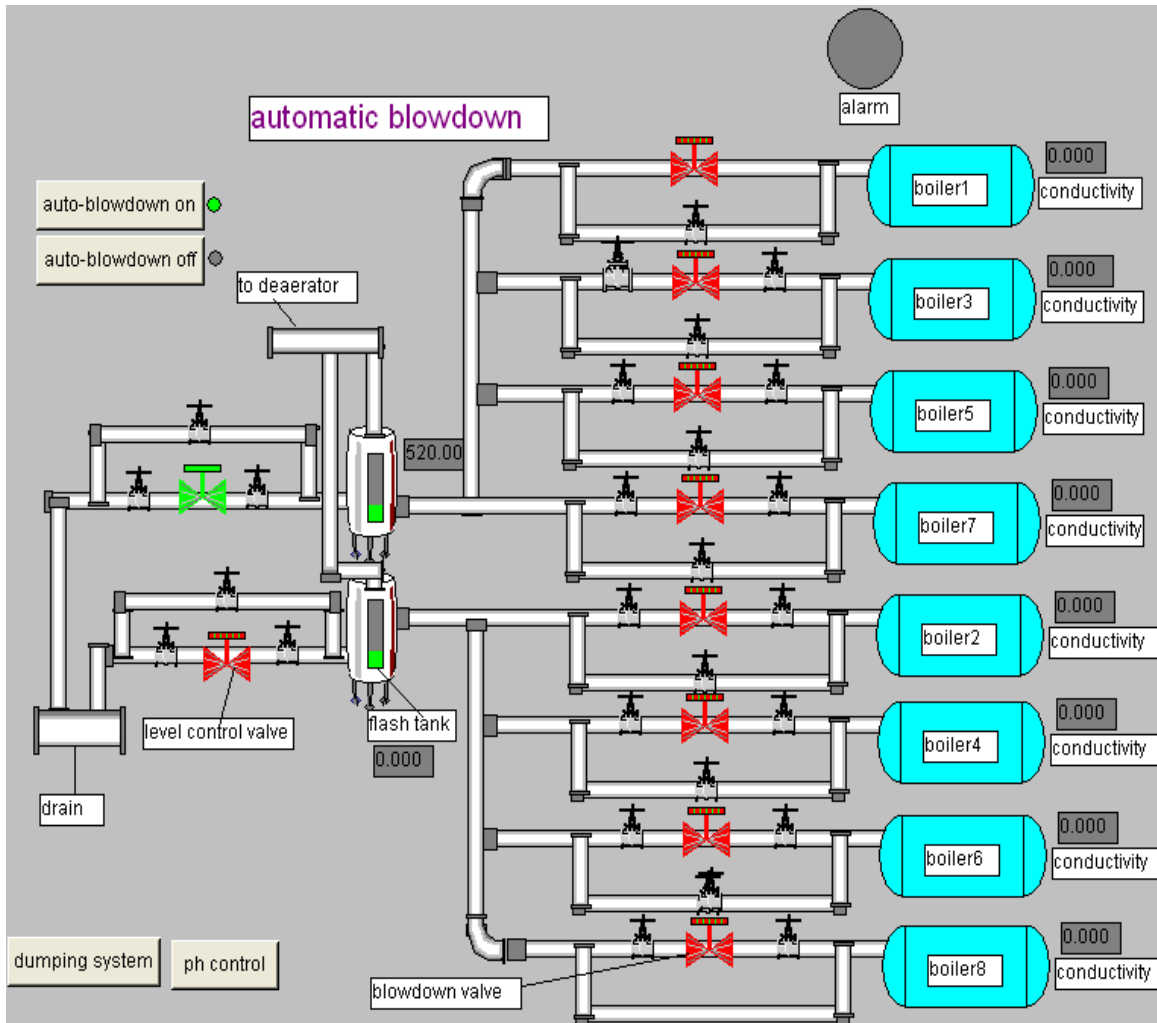 alarm
automatic blowdown
0.000
boiler1
conductivity
auto-blowdown on
auto-blowdown off
to deaerator
0.000
boiler3
conductivity
0.000
boiler5
conductivity
520.00
0.000
boiler7
conductivity
0.000
boiler2
conductivity
level control valve
flash tank
0.000
0.000
boiler4
conductivity
drain
0.000
boiler6
conductivity
dumping system
ph control
blowdown valve
0.000
boiler8
conductivity